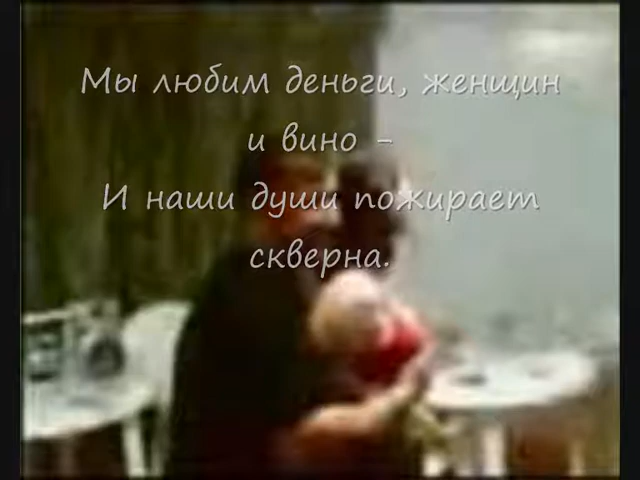 Мы любим деньги, женщин
и вино -
И наши души пожирает
скверна.